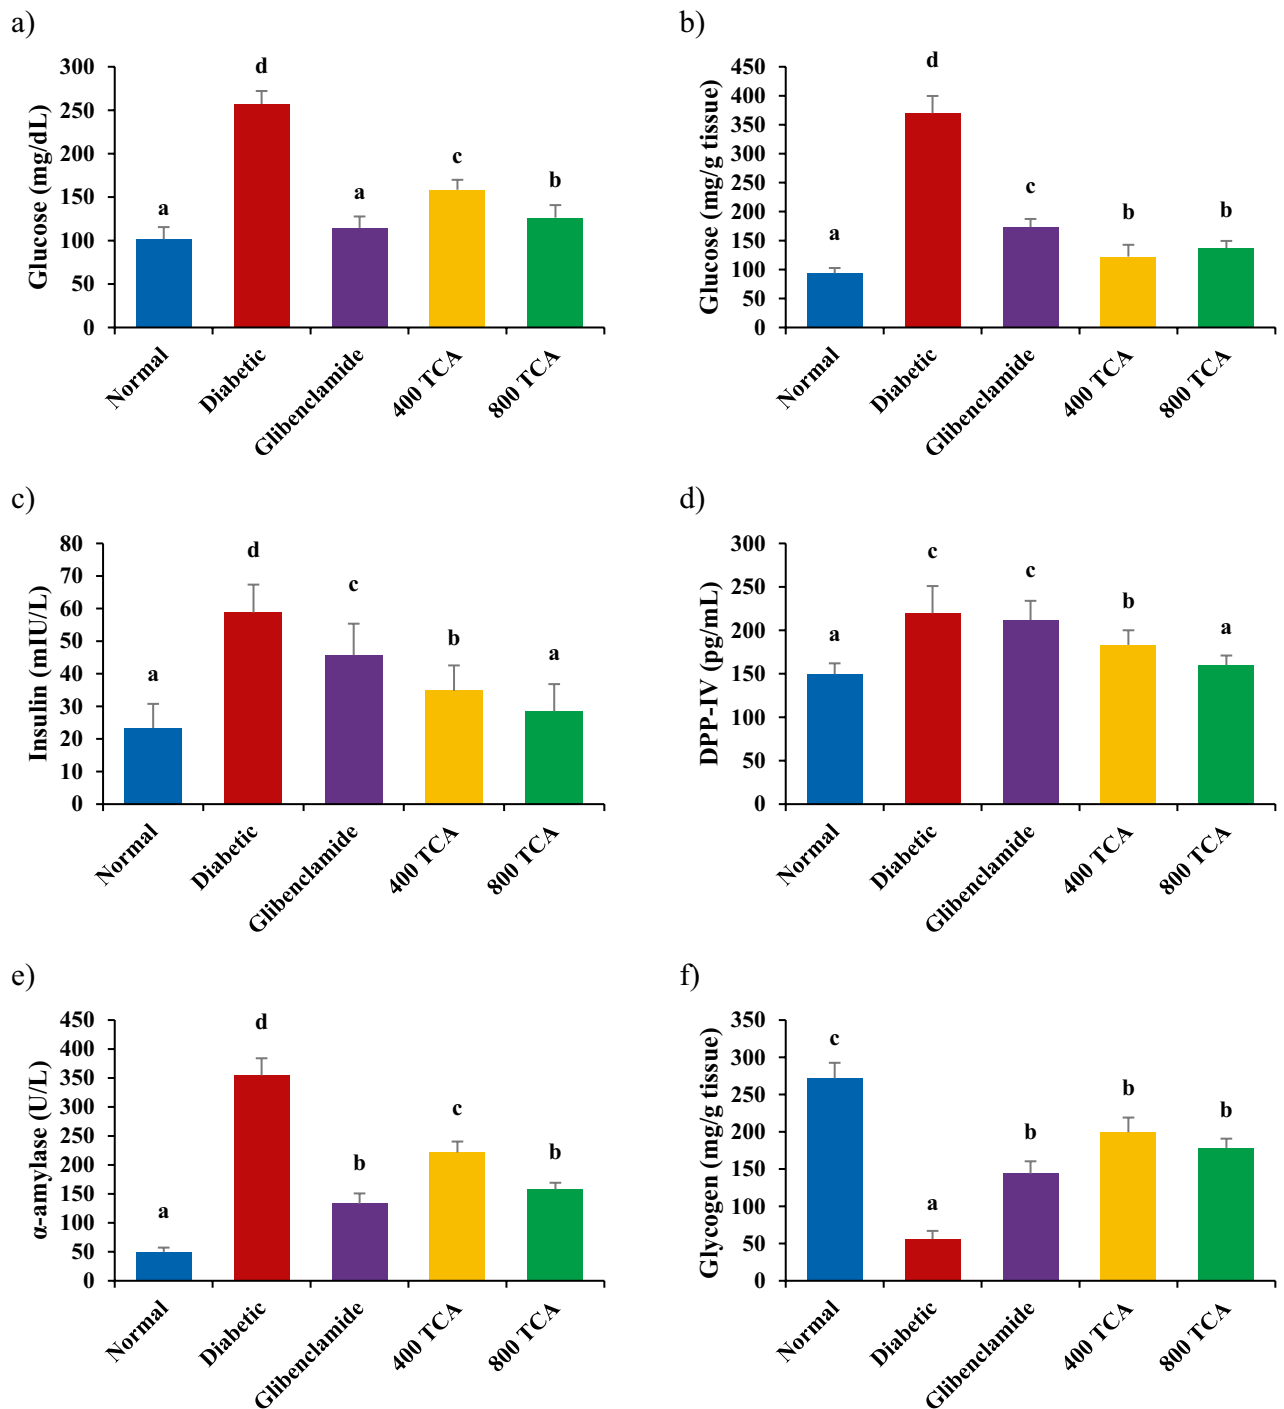 a)
Glucose (mg/dL)
300
250
200
150
100
50
0
a
d
a
c
b
Normal
Diabetic
Glibenclamide
400 TCA
800 TCA
b)
Glucose (mg/g tissue)
450
400
350
300
250
200
150
100
50
0
a
d
c
b
b
Normal
Diabetic
Glibenclamide
400 TCA
800 TCA
c)
Insulin (mIU/L)
80
70
60
50
40
30
20
10
0
a
d
c
b
a
Normal
Diabetic
Glibenclamide
400 TCA
800 TCA
d)
DPP-IV (pg/mL)
300
250
200
150
100
50
0
a
c
c
b
a
Normal
Diabetic
Glibenclamide
400 TCA
800 TCA
e)
α-amylase (U/L)
450
400
350
300
250
200
150
100
50
0
a
d
b
c
b
Normal
Diabetic
Glibenclamide
400 TCA
800 TCA
f)
Glycogen (mg/g tissue)
350
300
250
200
150
100
50
0
c
a
b
b
b
Normal
Diabetic
Glibenclamide
400 TCA
800 TCA